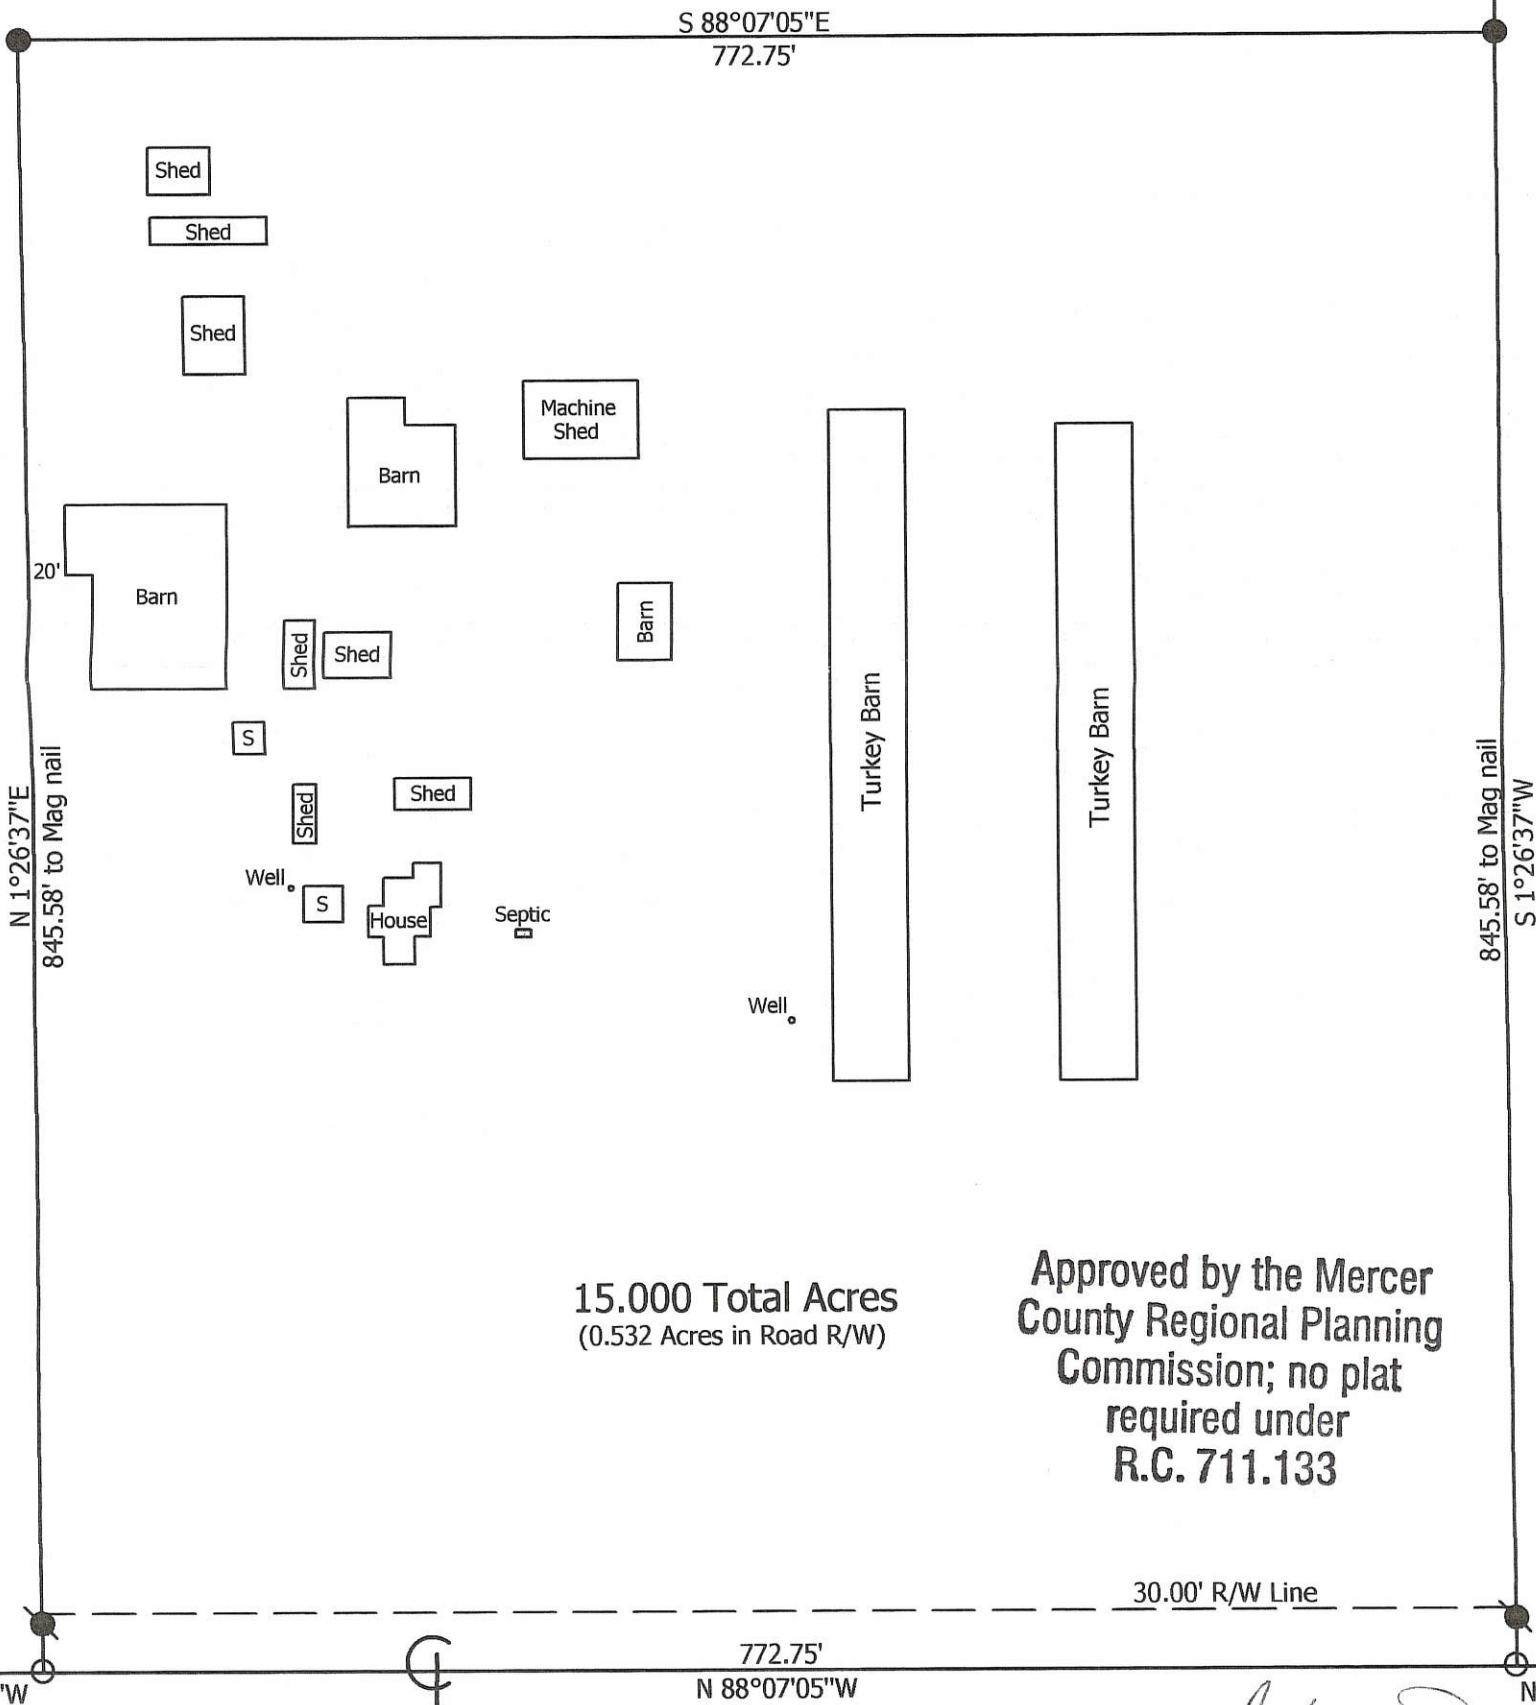 S 88°07'05"E
772.75'
Shed
Shed
Shed
Machine
Shed
Barn
20'
Barn
Barn
Shed
Shed
Turkey Barn
Turkey Barn
S
Shed
Shed
N 1°26'37"E
845.58' to Mag nail
845.58' to Mag nail
S 1°26'37"W
Well
S
House
Septic
Well
15.000 Total Acres
(0.532 Acres in Road R/W)
Approved by the Mercer
County Regional Planning
Commission; no plat
required under
R.C. 711.133
30.00' R/W Line
772.75'
N 88°07'05"W
"W
N